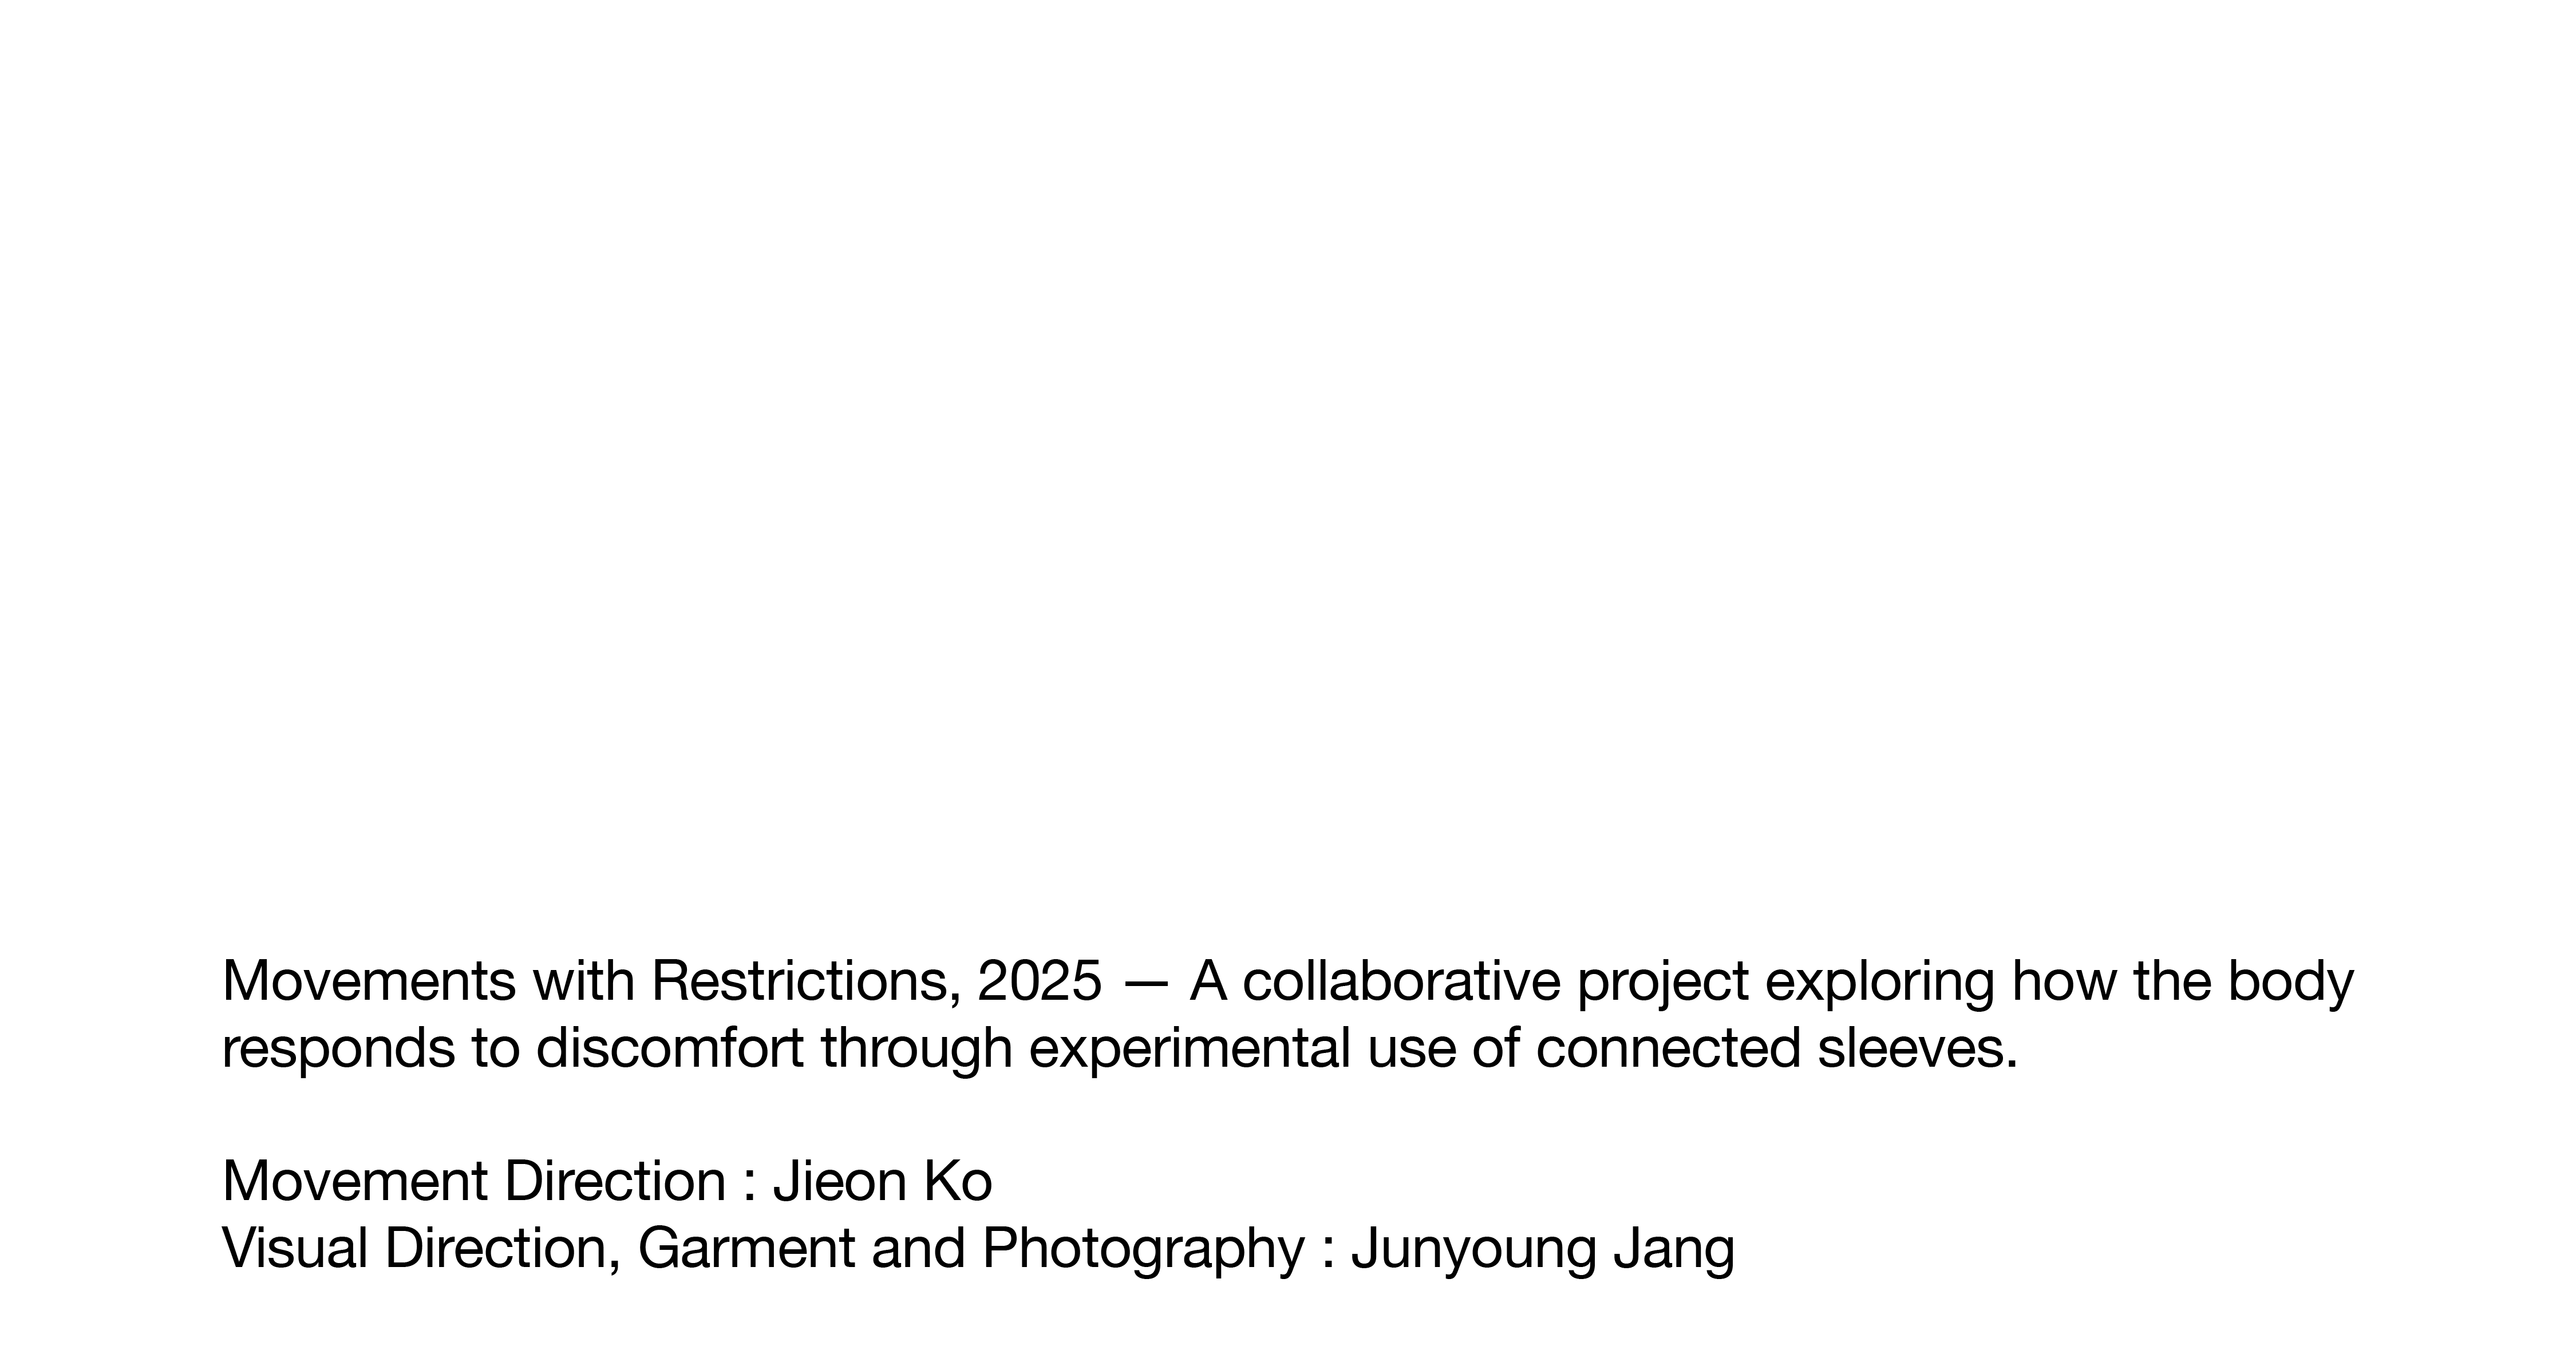 Movements with Restrictions, 2025 — A collaborative project exploring how the body
responds to discomfort through experimental use of connected sleeves.
Movement Direction : Jieon Ko
Visual Direction, Garment and Photography : Junyoung Jang